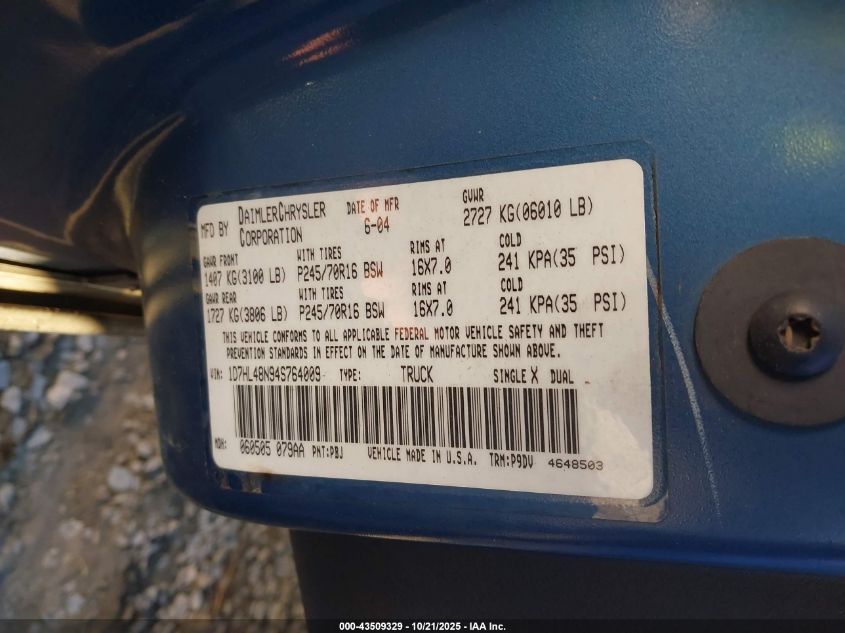 MFD BY DAIMLERCHRYSLER CORPORATION DATE OF MFR 6-04 GVWR 2727 KG(06010 LB)
GAWR FRONT WITH TIRES RIMS AT COLD
1407 KG(3100 LB) P245/70R16 BSW 16X7.0 241 KPA(35 PSI)
GAWR REAR WITH TIRES RIMS AT COLD
1727 KG(3806 LB) P245/70R16 BSW 16X7.0 241 KPA(35 PSI)
THIS VEHICLE CONFORMS TO ALL APPLICABLE FEDERAL MOTOR VEHICLE SAFETY AND THEFT
PREVENTION STANDARDS IN EFFECT ON THE DATE OF MANUFACTURE SHOWN ABOVE.
VIN: 1D7HL48N94S764009 TYPE: TRUCK SINGLE X DUAL
MDH: 060505 079AA PNT:PBJ VEHICLE MADE IN U.S.A. TRM:P9DV 4648503
000-43509329 - 10/21/2025 - IAA Inc.